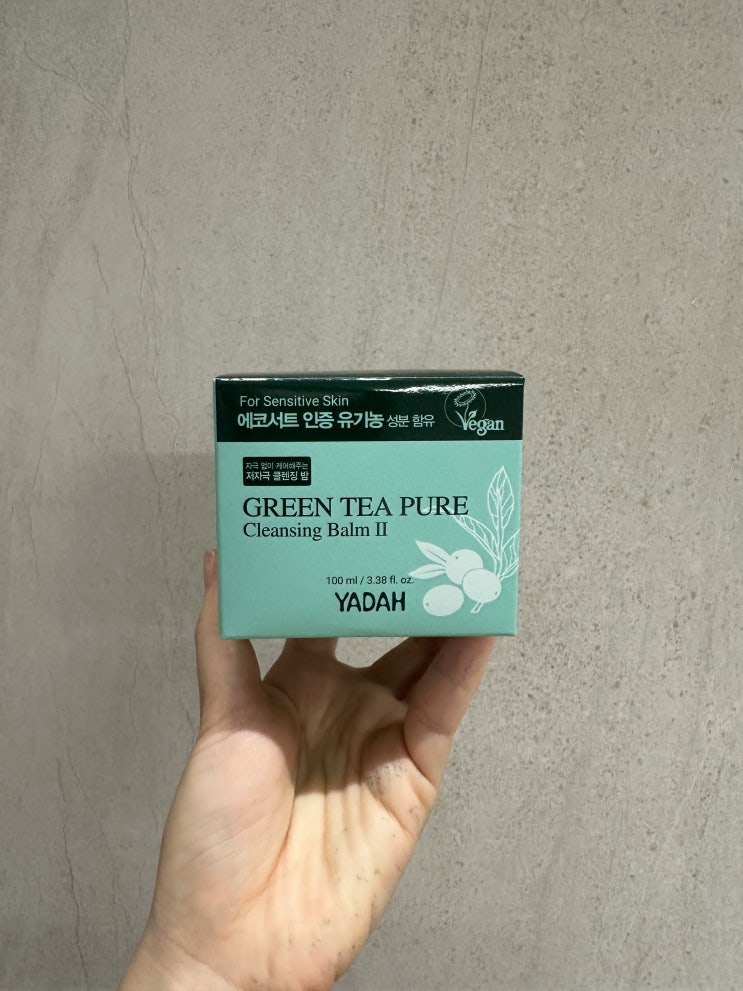 For Sensitive Skin
에코서트 인증 유기농 성분 함유
Vegan
자극 없이 케어해주는
저자극 클렌징 밤
GREEN TEA PURE
Cleansing Balm II
100 ml / 3.38 fl. oz.
YADAH